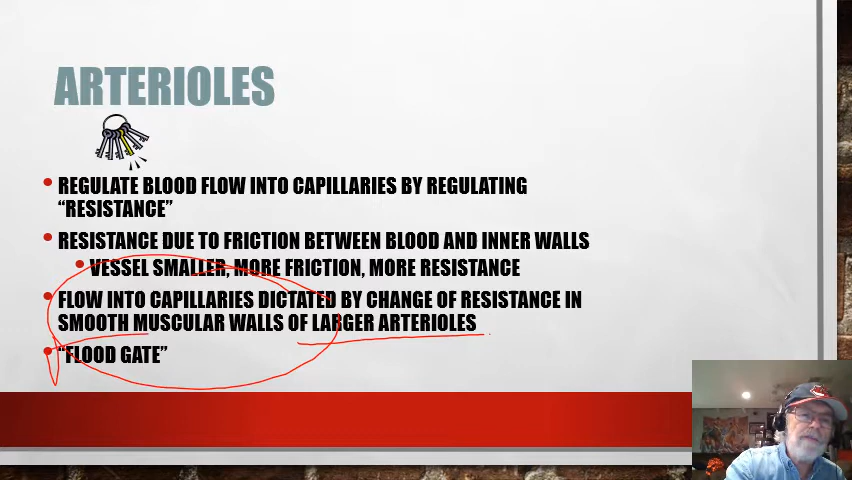 ARTERIOLES
• REGULATE BLOOD FLOW INTO CAPILLARIES BY REGULATING
“RESISTANCE”
• RESISTANCE DUE TO FRICTION BETWEEN BLOOD AND INNER WALLS
• VESSEL SMALLER, MORE FRICTION, MORE RESISTANCE
• FLOW INTO CAPILLARIES DICTATED BY CHANGE OF RESISTANCE IN
SMOOTH MUSCULAR WALLS OF LARGER ARTERIOLES
• “FLOOD GATE”